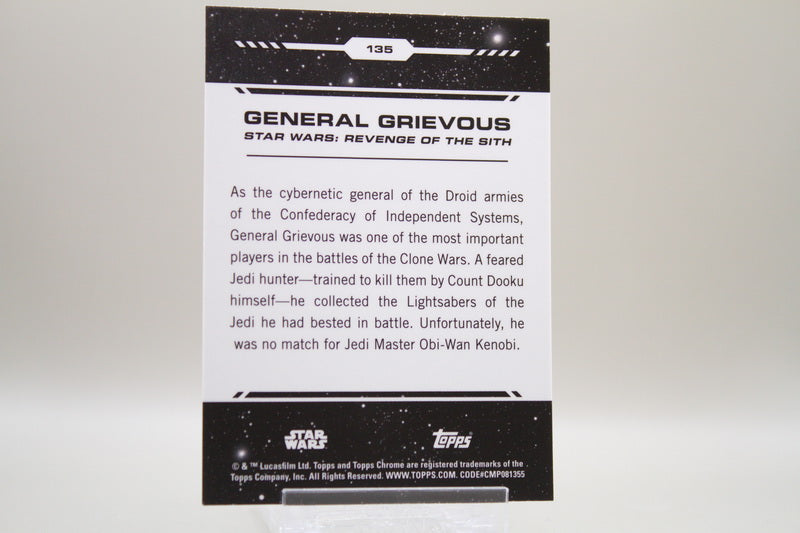 135
GENERAL GRIEVOUS
STAR WARS: REVENGE OF THE SITH
As the cybernetic general of the Droid armies
of the Confederacy of Independent Systems,
General Grievous was one of the most important
players in the battles of the Clone Wars. A feared
Jedi hunter—trained to kill them by Count Dooku
himself—he collected the Lightsabers of the
Jedi he had bested in battle. Unfortunately, he
was no match for Jedi Master Obi-Wan Kenobi.
STAR
WARS
Topps
© & ™ Lucasfilm Ltd. Topps and Topps Chrome are registered trademarks of the
Topps Company, Inc. All Rights Reserved. WWW.TOPPS.COM. CODE#CMP081355